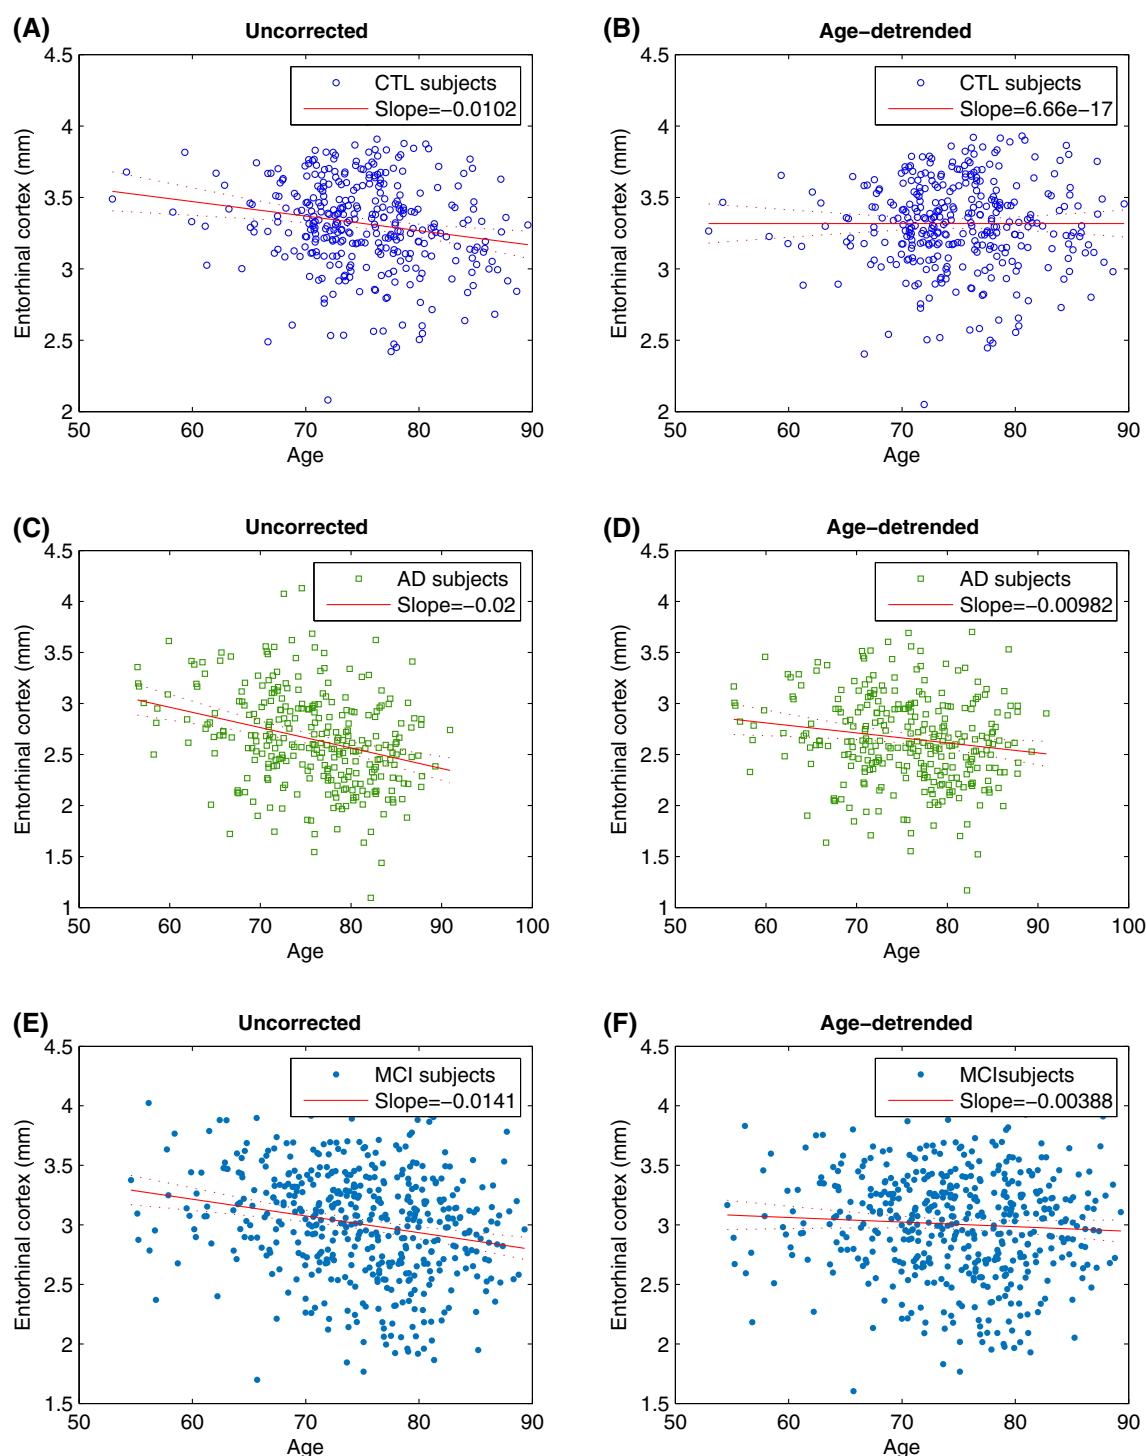 (A)
Uncorrected
4.5
4
3.5
3
2.5
2
50 60 70 80 90
Age
Entorhinal cortex (mm)
CTL subjects
Slope=−0.0102
(B)
Age−detrended
4.5
4
3.5
3
2.5
2
50 60 70 80 90
Age
Entorhinal cortex (mm)
CTL subjects
Slope=6.66e−17
(C)
Uncorrected
4.5
4
3.5
3
2.5
2
1.5
1
50 60 70 80 90 100
Age
Entorhinal cortex (mm)
AD subjects
Slope=−0.02
(D)
Age−detrended
4.5
4
3.5
3
2.5
2
1.5
1
50 60 70 80 90 100
Age
Entorhinal cortex (mm)
AD subjects
Slope=−0.00982
(E)
Uncorrected
4.5
4
3.5
3
2.5
2
1.5
50 60 70 80 90
Age
Entorhinal cortex (mm)
MCI subjects
Slope=−0.0141
(F)
Age−detrended
4.5
4
3.5
3
2.5
2
1.5
50 60 70 80 90
Age
Entorhinal cortex (mm)
MCIsubjects
Slope=−0.00388